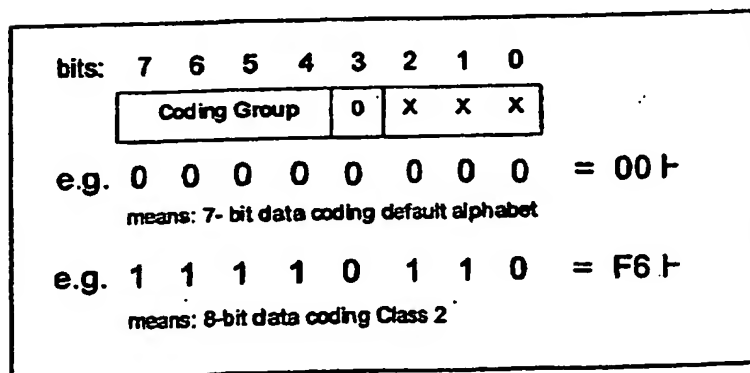 bits: 7 6 5 4 3 2 1 0
Coding Group 0 X X X
e.g. 0 0 0 0 0 0 0 0 = 00 H
means: 7- bit data coding default alphabet
e.g. 1 1 1 1 0 1 1 0 = F6 H
means: 8-bit data coding Class 2